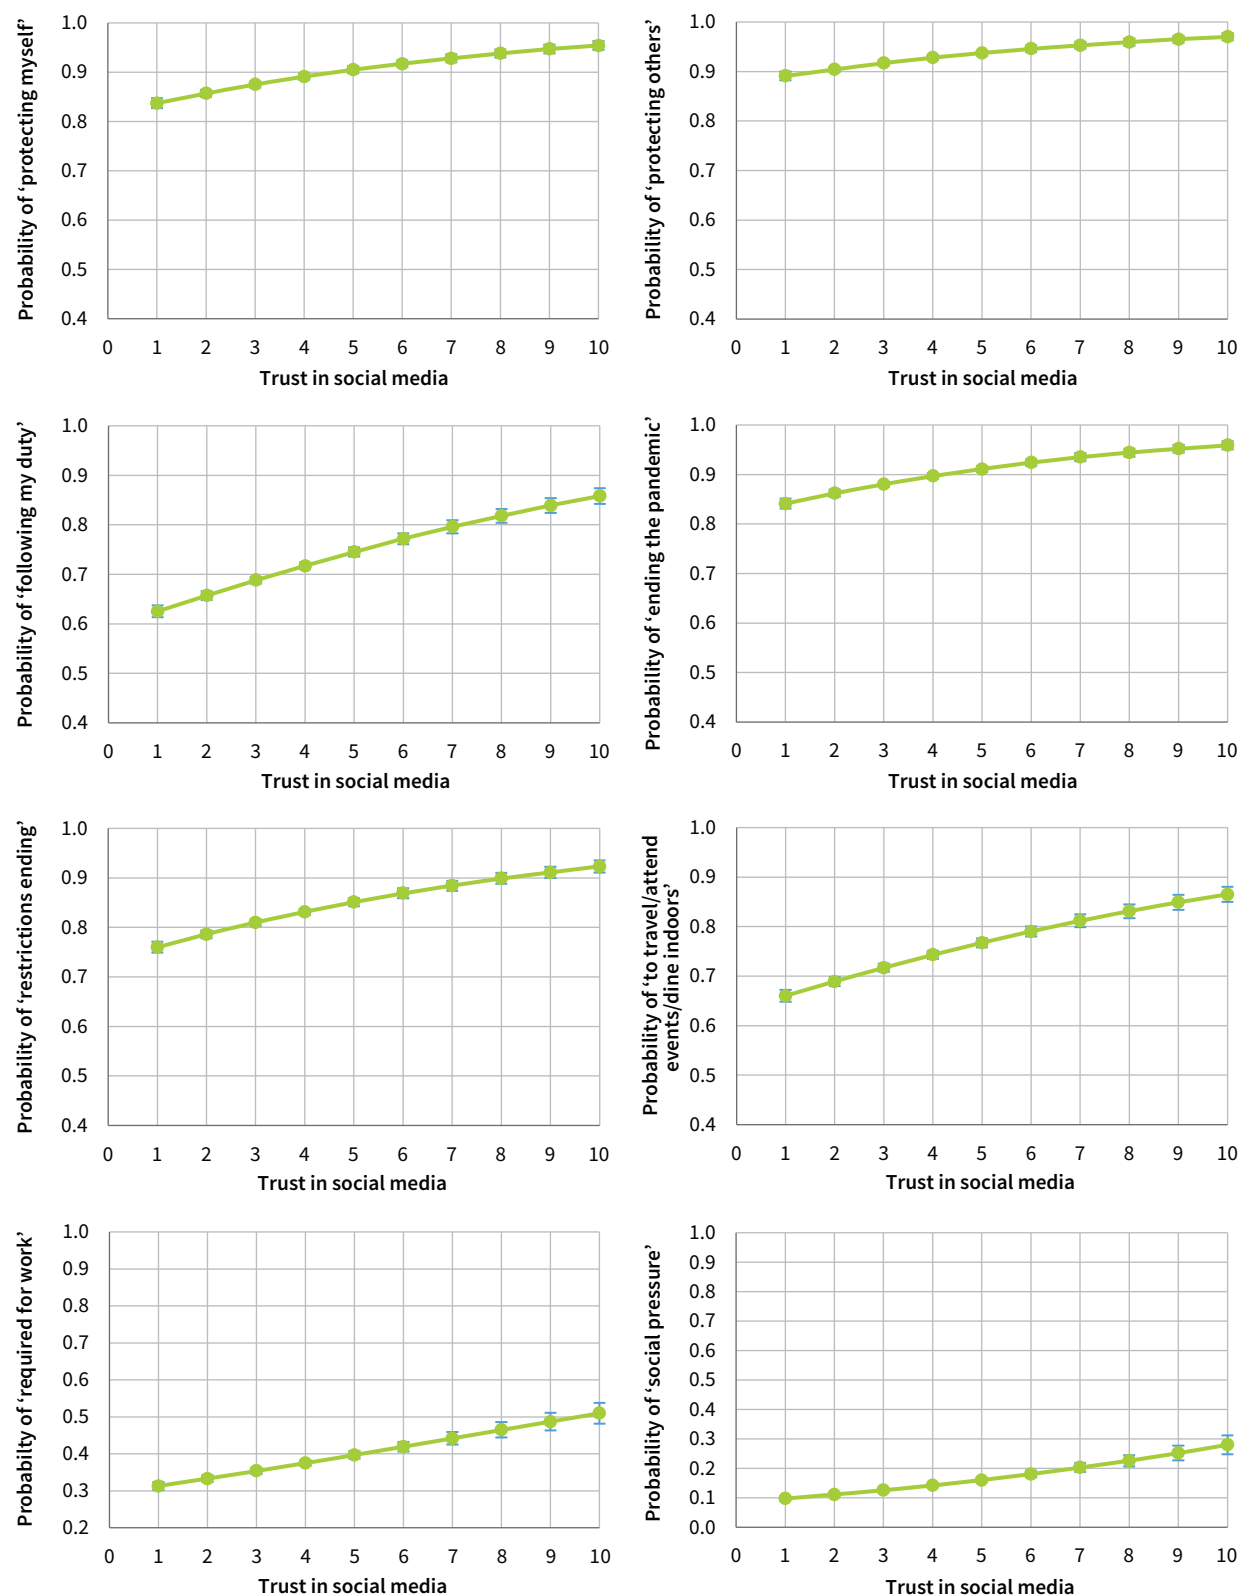 Probability of ‘protecting myself’
1.0
0.9
0.8
0.7
0.6
0.5
0.4
0 1 2 3 4 5 6 7 8 9 10
Trust in social media
Probability of ‘protecting others’
1.0
0.9
0.8
0.7
0.6
0.5
0.4
0 1 2 3 4 5 6 7 8 9 10
Trust in social media
Probability of ‘following my duty’
1.0
0.9
0.8
0.7
0.6
0.5
0.4
0 1 2 3 4 5 6 7 8 9 10
Trust in social media
Probability of ‘ending the pandemic’
1.0
0.9
0.8
0.7
0.6
0.5
0.4
0 1 2 3 4 5 6 7 8 9 10
Trust in social media
Probability of ‘restrictions ending’
1.0
0.9
0.8
0.7
0.6
0.5
0.4
0 1 2 3 4 5 6 7 8 9 10
Trust in social media
Probability of ‘to travel/attend
events/dine indoors’
1.0
0.9
0.8
0.7
0.6
0.5
0.4
0 1 2 3 4 5 6 7 8 9 10
Trust in social media
Probability of ‘required for work’
1.0
0.9
0.8
0.7
0.6
0.5
0.4
0.3
0.2
0 1 2 3 4 5 6 7 8 9 10
Trust in social media
Probability of ‘social pressure’
1.0
0.9
0.8
0.7
0.6
0.5
0.4
0.3
0.2
0.1
0.0
0 1 2 3 4 5 6 7 8 9 10
Trust in social media